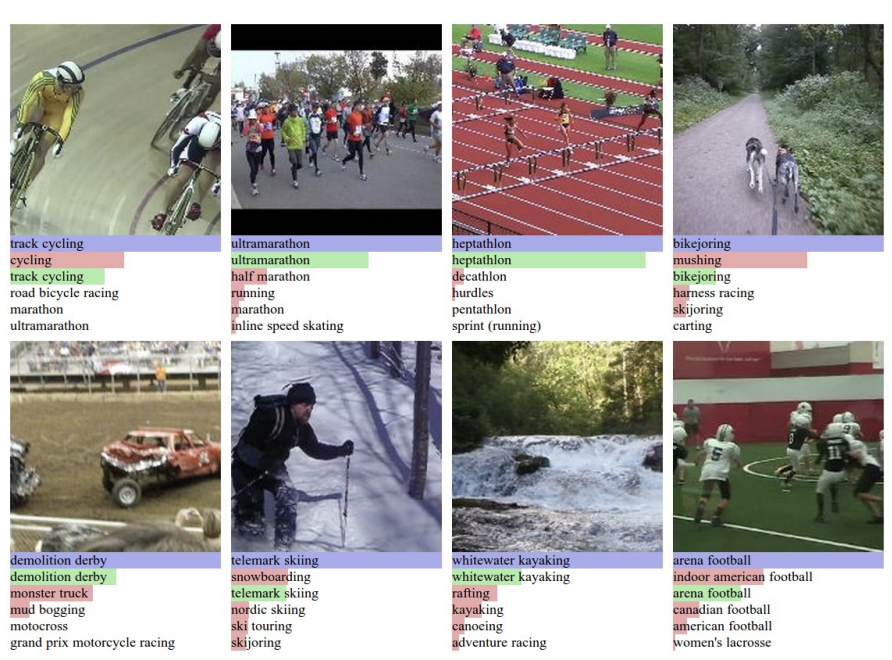 track cycling
cycling
track cycling
road bicycle racing
marathon
ultramarathon
ultramarathon
ultramarathon
half marathon
running
marathon
inline speed skating
heptathlon
heptathlon
decathlon
hurdles
pentathlon
sprint (running)
bikejoring
mushing
bikejoring
harness racing
skijoring
carting
demolition derby
demolition derby
monster truck
mud bogging
motocross
grand prix motorcycle racing
telemark skiing
snowboarding
telemark skiing
nordic skiing
ski touring
skijoring
whitewater kayaking
whitewater kayaking
rafting
kayaking
canoeing
adventure racing
5
8
11
9
arena football
indoor american football
arena football
canadian football
american football
women's lacrosse